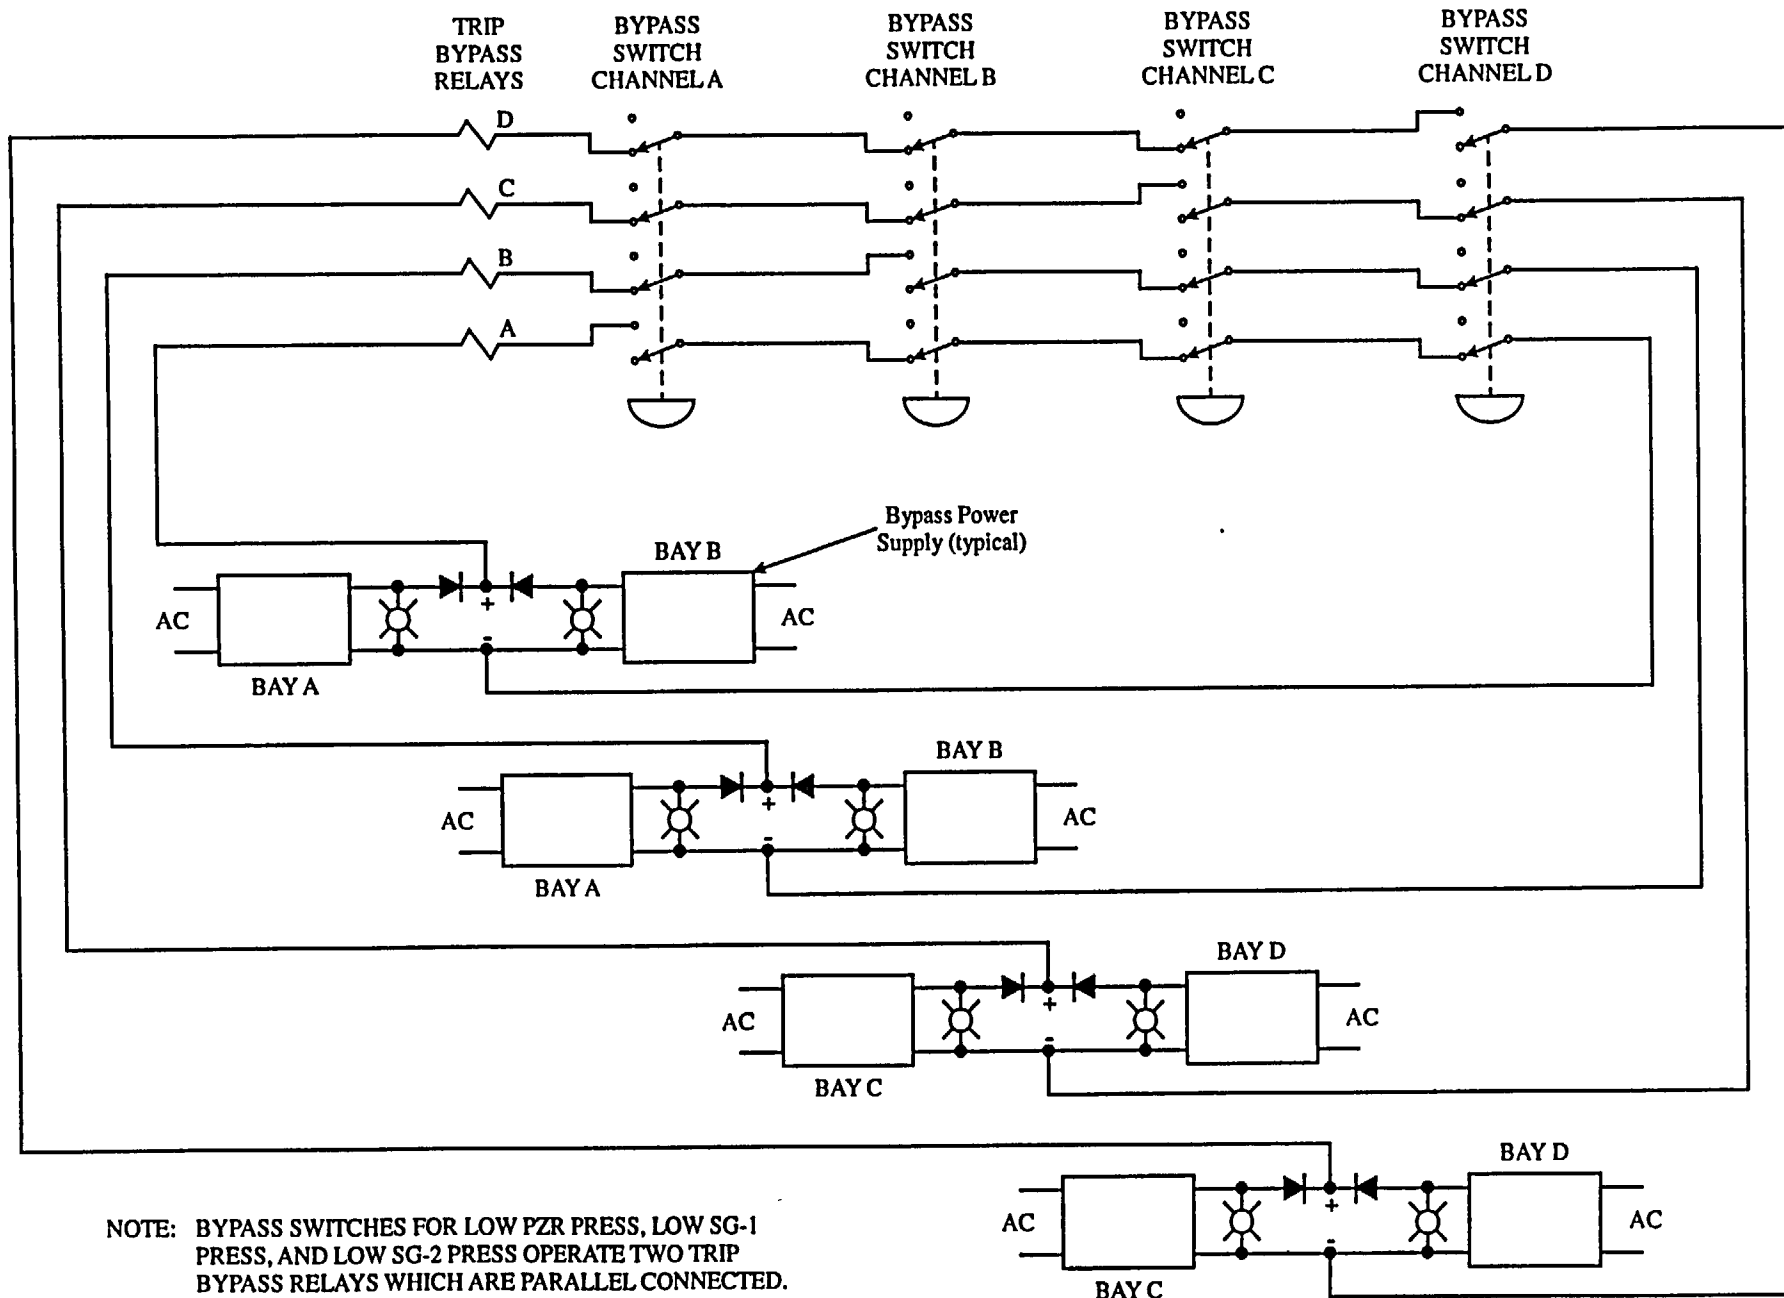 TRIP
BYPASS
RELAYS
BYPASS
SWITCH
CHANNEL A
BYPASS
SWITCH
CHANNEL B
BYPASS
SWITCH
CHANNEL C
BYPASS
SWITCH
CHANNEL D
D
C
B
A
Bypass Power
Supply (typical)
BAY B
AC
+
-
AC
BAY A
BAY B
AC
+
-
AC
BAY A
BAY D
AC
+
-
AC
BAY C
BAY D
AC
+
-
AC
BAY C
NOTE: BYPASS SWITCHES FOR LOW PZR PRESS, LOW SG-1
PRESS, AND LOW SG-2 PRESS OPERATE TWO TRIP
BYPASS RELAYS WHICH ARE PARALLEL CONNECTED.